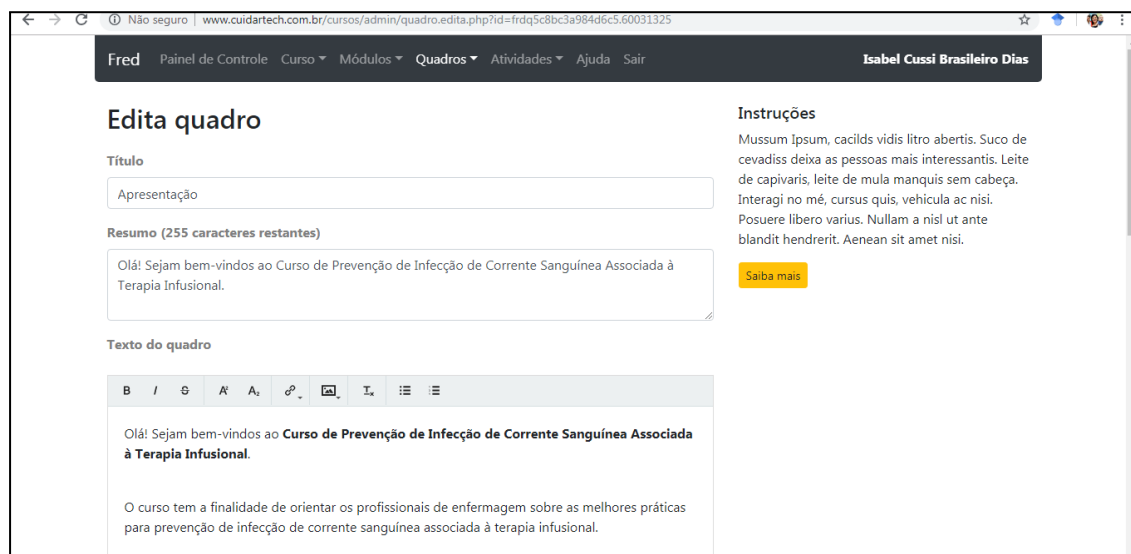 Não seguro | www.cuidartech.com.br/cursos/admin/quadro.edita.php?id=frdq5c8bc3a984d6c5.60031325
Fred Painel de Controle Curso Módulos Quadros Atividades Ajuda Sair Isabel Cussi Brasileiro Dias
Edita quadro
Título
Apresentação
Resumo (255 caracteres restantes)
Olá! Sejam bem-vindos ao Curso de Prevenção de Infecção de Corrente Sanguínea Associada à
Terapia Infusional.
Texto do quadro
B I S A² A₂ Tx
Olá! Sejam bem-vindos ao Curso de Prevenção de Infecção de Corrente Sanguínea Associada
à Terapia Infusional.
O curso tem a finalidade de orientar os profissionais de enfermagem sobre as melhores práticas
para prevenção de infecção de corrente sanguínea associada à terapia infusional.
Instruções
Mussum Ipsum, cacilds vidis litro abertis. Suco de
cevadiss deixa as pessoas mais interessantis. Leite
de capivaris, leite de mula manquis sem cabeça.
Interagi no mé, cursus quis, vehicula ac nisi.
Posuere libero varius. Nullam a nisl ut ante
blandit hendrerit. Aenean sit amet nisi.
Saiba mais